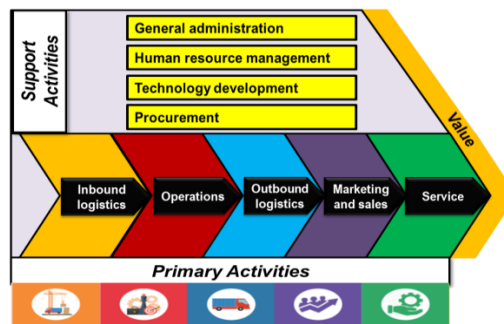 General administration
Human resource management
Technology development
Procurement
Support
Activities
Value
Inbound
logistics
Operations
Outbound
logistics
Marketing
and sales
Service
Primary Activities